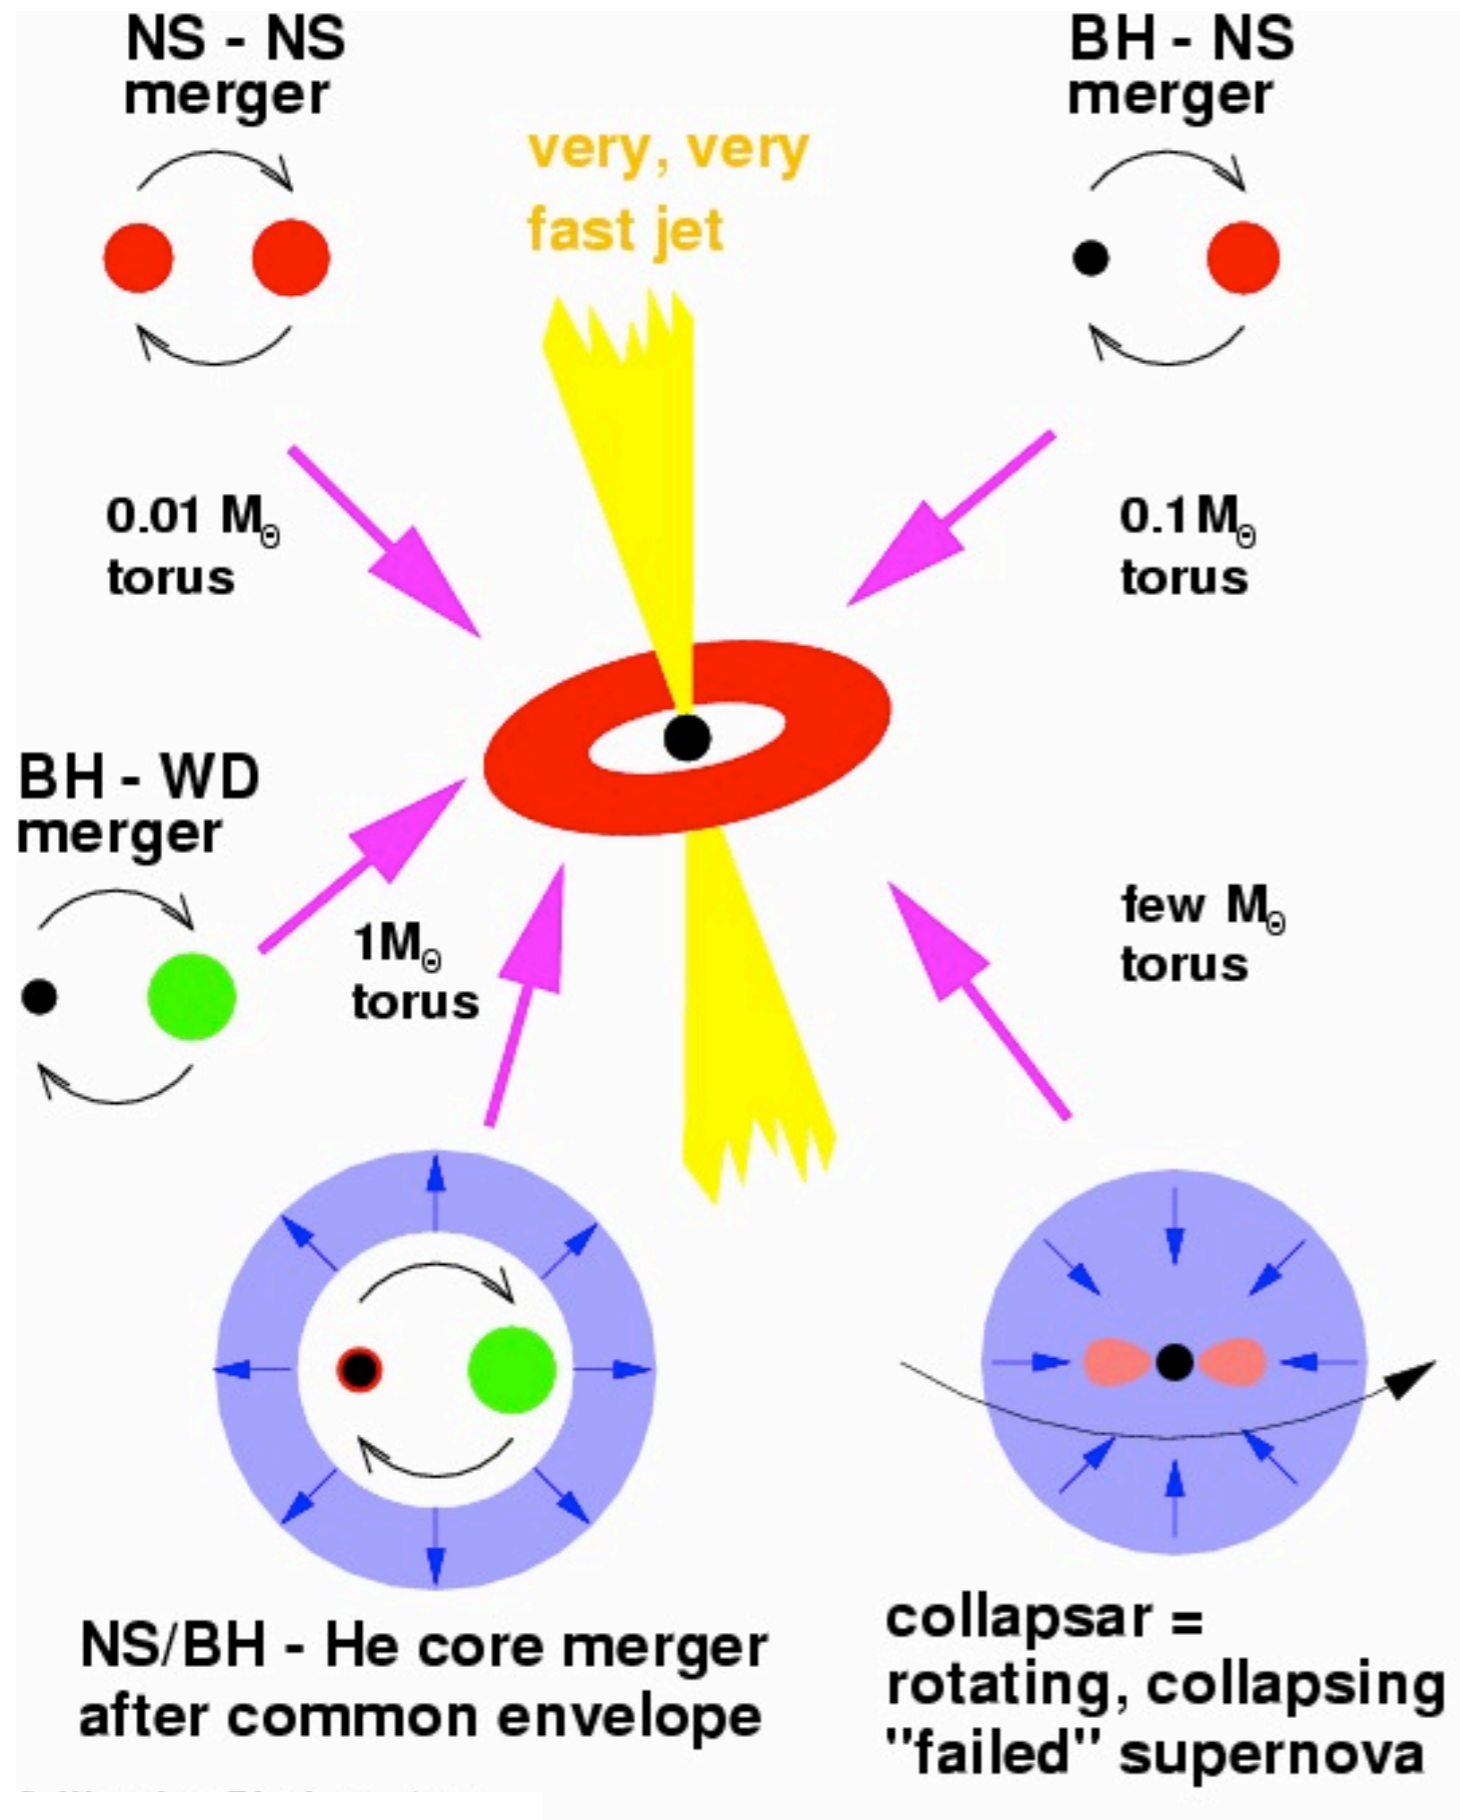 NS - NS
merger
BH - NS
merger
very, very
fast jet
0.01 M⊙
torus
0.1M⊙
torus
BH - WD
merger
1M⊙
torus
few M⊙
torus
NS/BH - He core merger
after common envelope
collapsar =
rotating, collapsing
"failed" supernova